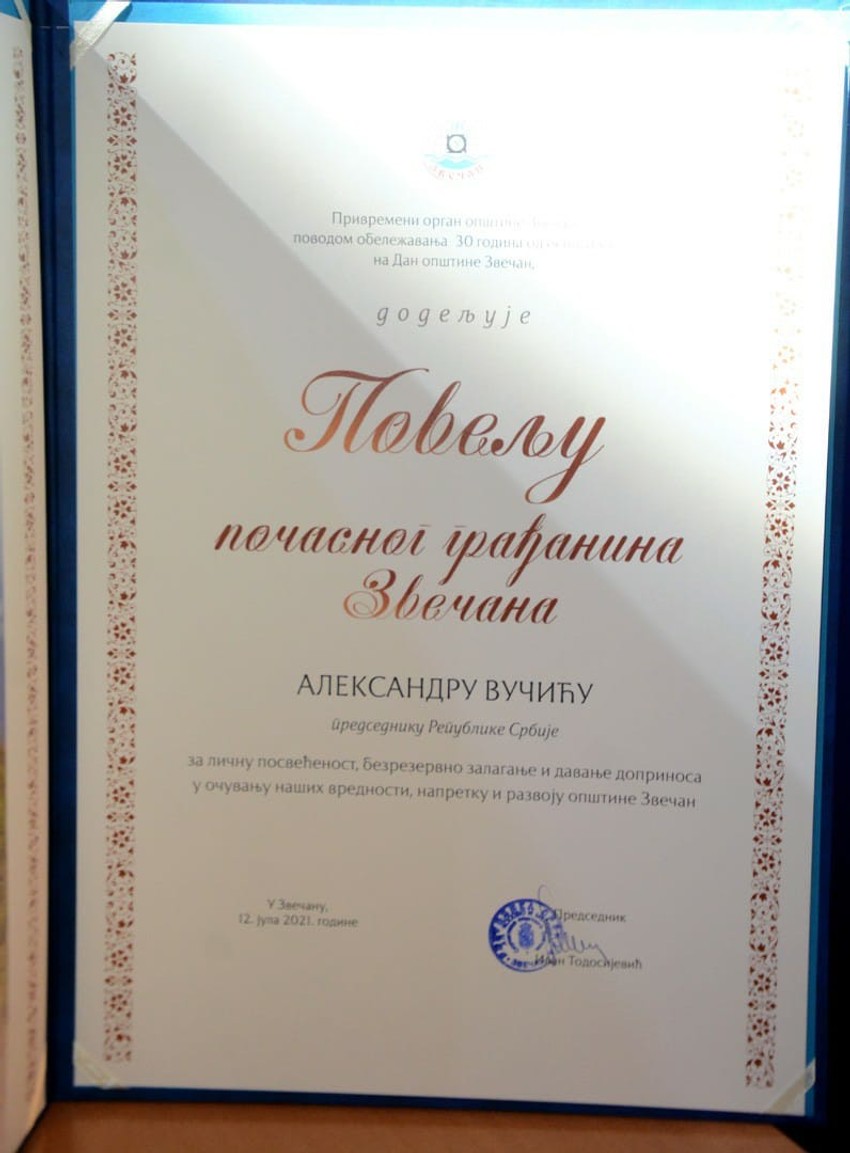 ЗВЕЧАН
Привремени орган општине
поводом обележавања 30 година од
на Дан општине Звечан,
додељује
Повељу
почасног грађанина
Звечана
АЛЕКСАНДРУ ВУЧИЋУ
председнику Републике Србије
за личну посвећеност, безрезервно залагање и давање доприноса
у очувању наших вредности, напретку и развоју општине Звечан
У Звечану,
12. јула 2021. године
Председник
Тодосијевић